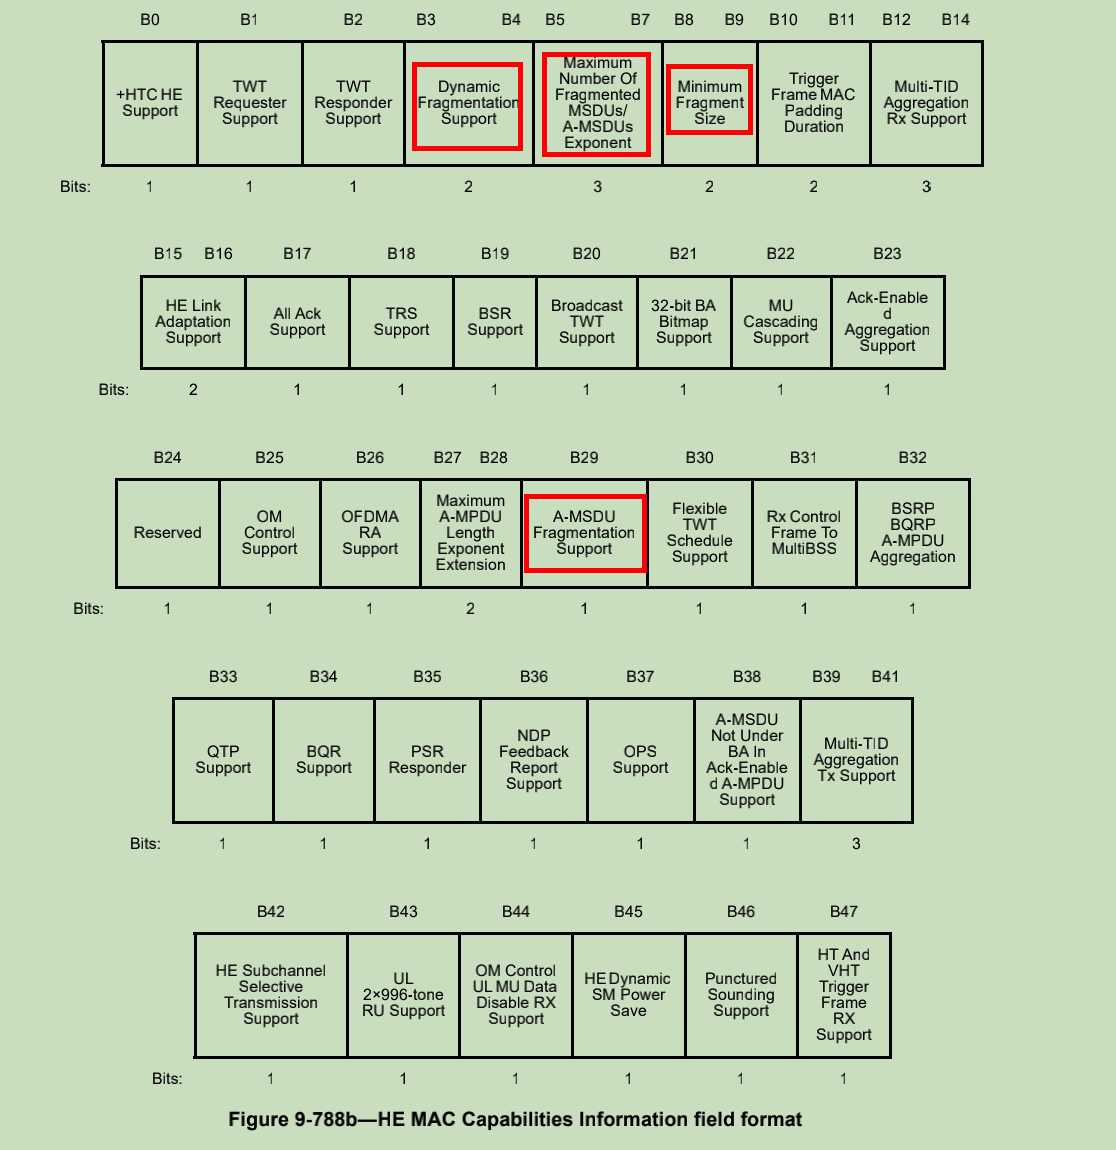 B0 B1 B2 B3 B4 B5 B7 B8 B9 B10 B11 B12 B14
+HTC HE
Support
TWT
Requester
Support
TWT
Responder
Support
Dynamic
Fragmentation
Support
Maximum
Number Of
Fragmented
MSDUs/
A-MSDUs
Exponent
Minimum
Fragment
Size
Trigger
Frame MAC
Padding
Duration
Multi-TID
Aggregation
Rx Support
Bits: 1 1 1 2 3 2 2 3
B15 B16 B17 B18 B19 B20 B21 B22 B23
HE Link
Adaptation
Support
All Ack
Support
TRS
Support
BSR
Support
Broadcast
TWT
Support
32-bit BA
Bitmap
Support
MU
Cascading
Support
Ack-Enable
d
Aggregation
Support
Bits: 2 1 1 1 1 1 1 1
B24 B25 B26 B27 B28 B29 B30 B31 B32
Reserved
OM
Control
Support
OFDMA
RA
Support
Maximum
A-MPDU
Length
Exponent
Extension
A-MSDU
Fragmentation
Support
Flexible
TWT
Schedule
Support
Rx Control
Frame To
MultiBSS
BSRP
BQRP
A-MPDU
Aggregation
Bits: 1 1 1 2 1 1 1 1
B33 B34 B35 B36 B37 B38 B39 B41
QTP
Support
BQR
Support
PSR
Responder
NDP
Feedback
Report
Support
OPS
Support
A-MSDU
Not Under
BA In
Ack-Enable
d A-MPDU
Support
Multi-TID
Aggregation
Tx Support
Bits: 1 1 1 1 1 1 3
B42 B43 B44 B45 B46 B47
HE Subchannel
Selective
Transmission
Support
UL
2×996-tone
RU Support
OM Control
UL MU Data
Disable RX
Support
HE Dynamic
SM Power
Save
Punctured
Sounding
Support
HT And
VHT
Trigger
Frame
RX
Support
Bits: 1 1 1 1 1 1
Figure 9-788b—HE MAC Capabilities Information field format